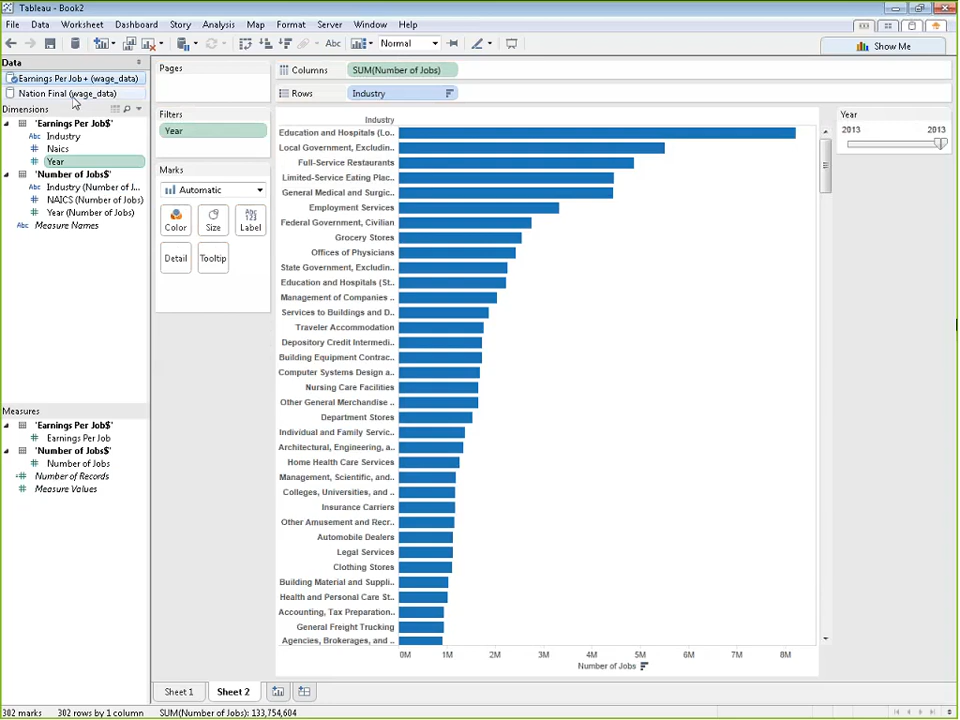 Tableau - Book2
File Data Worksheet Dashboard Story Analysis Map Format Server Window Help
Abc Normal Show Me
Data
Earnings Per Job+ (wage_data)
Nation Final (wage_data)
Dimensions
'Earnings Per Job$'
Abc Industry
# Naics
# Year
'Number of Jobs$'
Abc Industry (Number of J...
# NAICS (Number of Jobs)
# Year (Number of Jobs)
Abc Measure Names
Measures
'Earnings Per Job$'
# Earnings Per Job
'Number of Jobs$'
# Number of Jobs
# Number of Records
# Measure Values
Pages
Filters
Year
Marks
Automatic
Color Size Abc 123 Label
Detail Tooltip
Columns SUM(Number of Jobs)
Rows Industry
Industry
Education and Hospitals (Lo..
Local Government, Excludin..
Full-Service Restaurants
Limited-Service Eating Plac..
General Medical and Surgic..
Employment Services
Federal Government, Civilian
Grocery Stores
Offices of Physicians
State Government, Excludin..
Education and Hospitals (St..
Management of Companies ..
Services to Buildings and D..
Traveler Accommodation
Depository Credit Intermedi..
Building Equipment Contrac..
Computer Systems Design a..
Nursing Care Facilities
Other General Merchandise ..
Department Stores
Individual and Family Servic..
Architectural, Engineering, a..
Home Health Care Services
Management, Scientific, and..
Colleges, Universities, and ..
Insurance Carriers
Other Amusement and Recr..
Automobile Dealers
Legal Services
Clothing Stores
Building Material and Suppli..
Health and Personal Care St..
Accounting, Tax Preparation..
General Freight Trucking
Agencies, Brokerages, and ..
0M 1M 2M 3M 4M 5M 6M 7M 8M
Number of Jobs
Year
2013 2013
Sheet 1 Sheet 2
302 marks 302 rows by 1 column SUM(Number of Jobs): 133,754,604